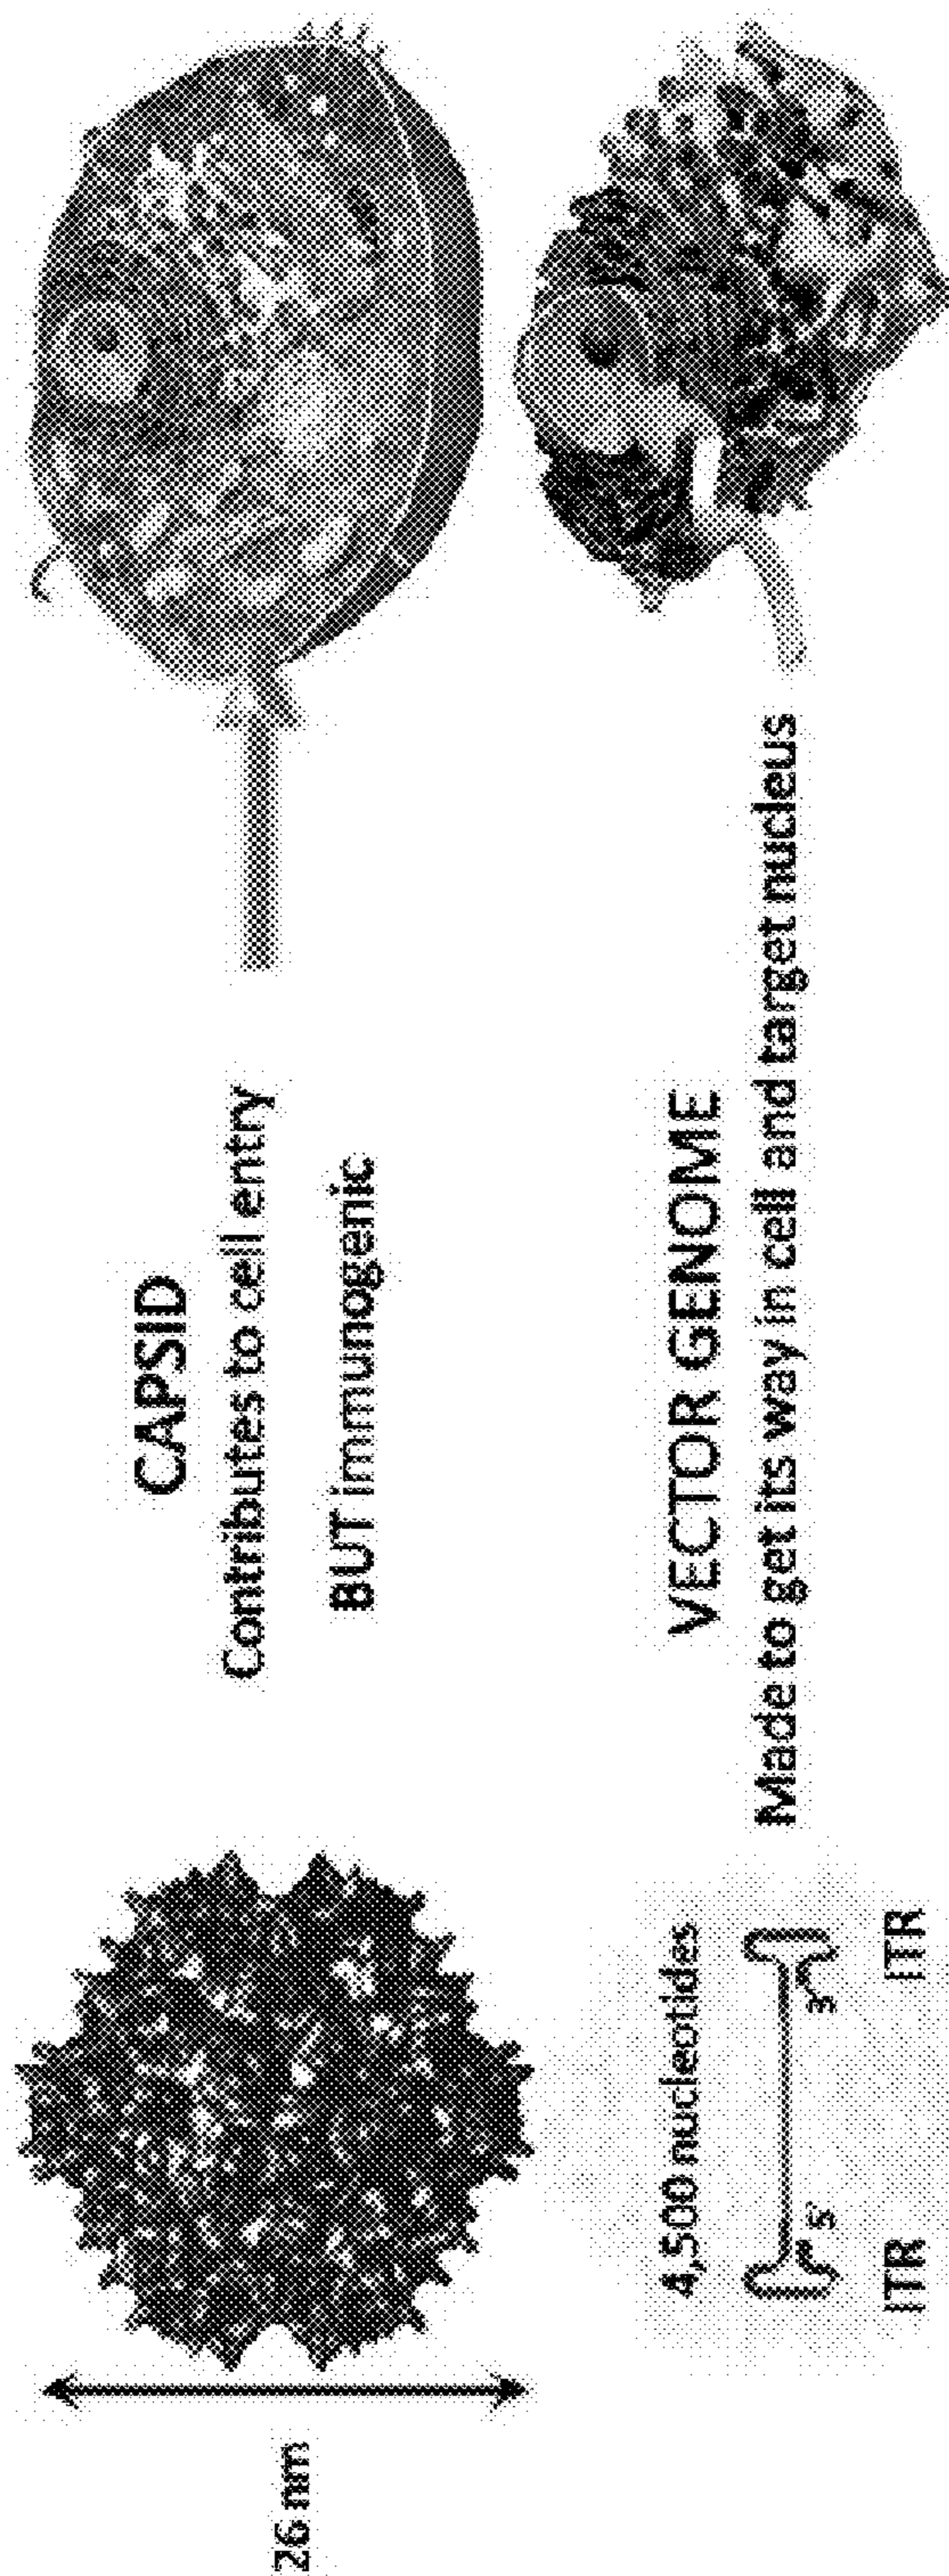 26 nm
CAPSID
Contributes to cell entry
BUT immunogenic
4,500 nucleotides
5'
3'
ITR
ITR
VECTOR GENOME
Made to get its way in cell and target nucleus